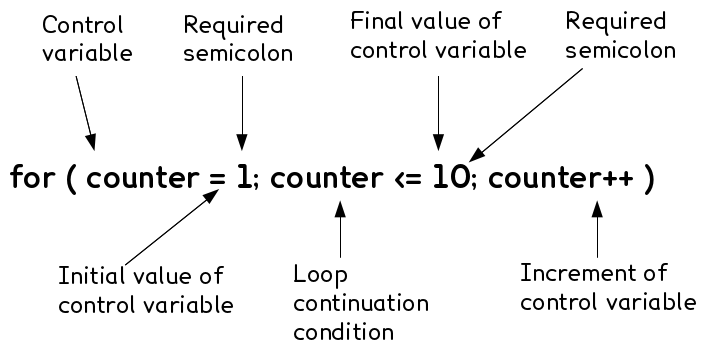 Control
variable
Required
semicolon
Final value of
control variable
Required
semicolon
for ( counter = 1; counter <= 10; counter++ )
Initial value of
control variable
Loop
continuation
condition
Increment of
control variable